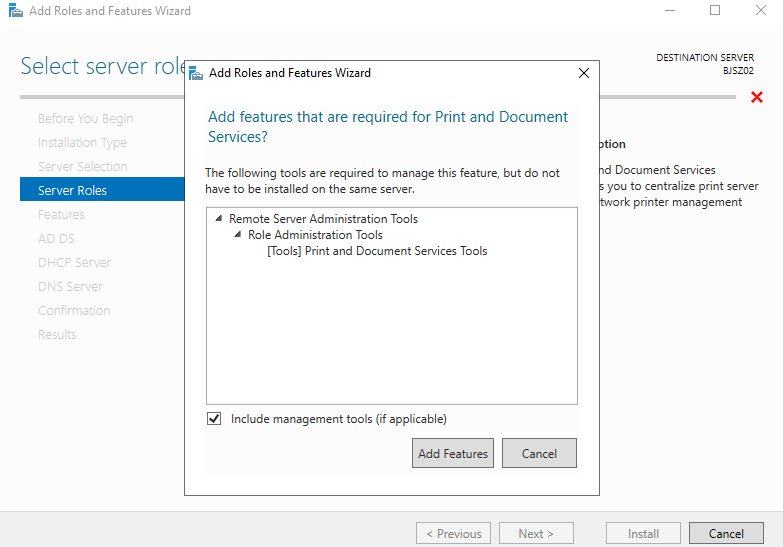 Add Roles and Features Wizard
Select server role
DESTINATION SERVER
BJSZ02
Before You Begin
Installation Type
Server Selection
Server Roles
Features
AD DS
DHCP Server
DNS Server
Confirmation
Results
Add Roles and Features Wizard
Add features that are required for Print and Document
Services?
The following tools are required to manage this feature, but do not
have to be installed on the same server.
Remote Server Administration Tools
Role Administration Tools
[Tools] Print and Document Services Tools
Include management tools (if applicable)
Add Features
Cancel
ption
nd Document Services
s you to centralize print server
twork printer management
< Previous
Next >
Install
Cancel